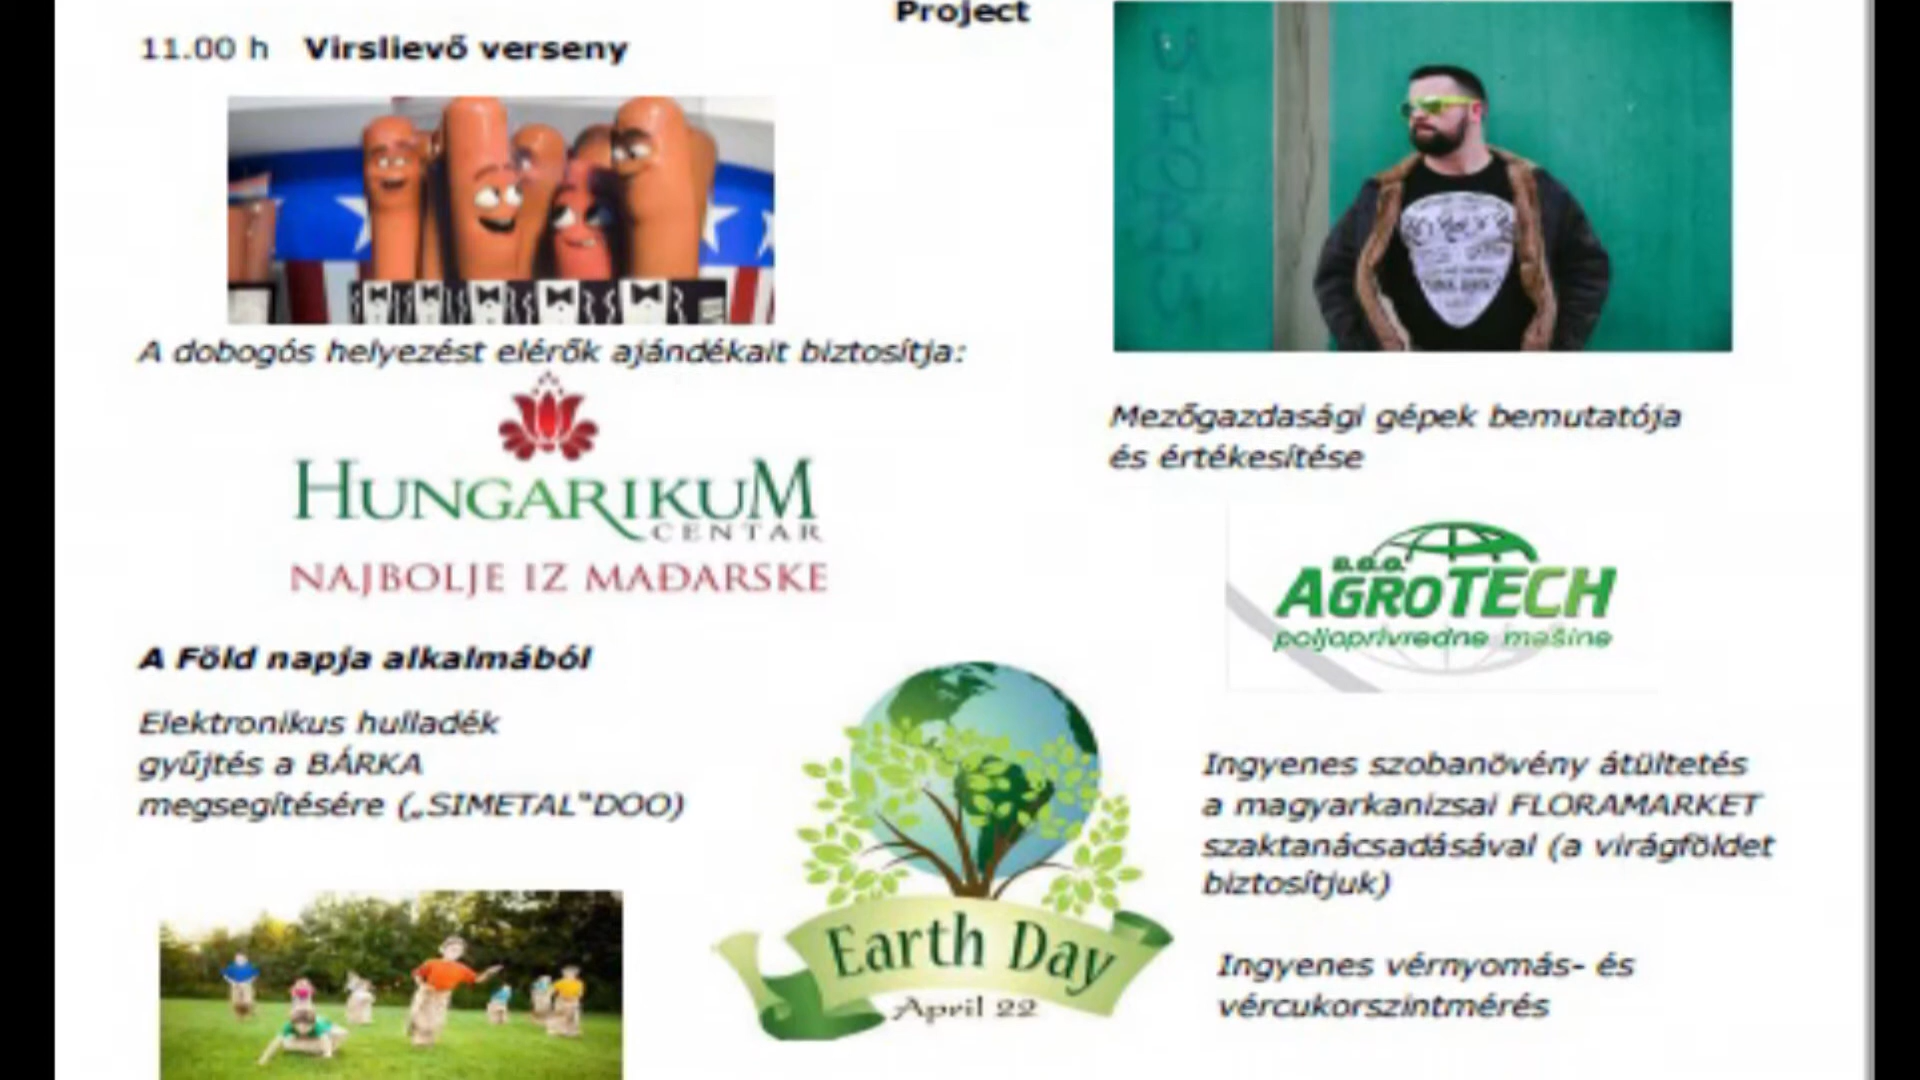 Project
11.00 h Virslievő verseny
A dobogós helyezést elérők ajándékait biztosítja:
HUNGARIKUM
CENTAR
NAJBOLJE IZ MAĐARSKE
Mezőgazdasági gépek bemutatója
és értékesítése
D.O.O.
AGROTECH
poljoprivredne mašine
A Föld napja alkalmából
Elektronikus hulladék
gyűjtés a BÁRKA
megsegítésére („SIMETAL"DOO)
Earth Day
April 22
Ingyenes szobanövény átültetés
a magyarkanizsai FLORAMARKET
szaktanácsadásával (a virágföldet
biztosítjuk)
Ingyenes vérnyomás- és
vércukorszintmérés